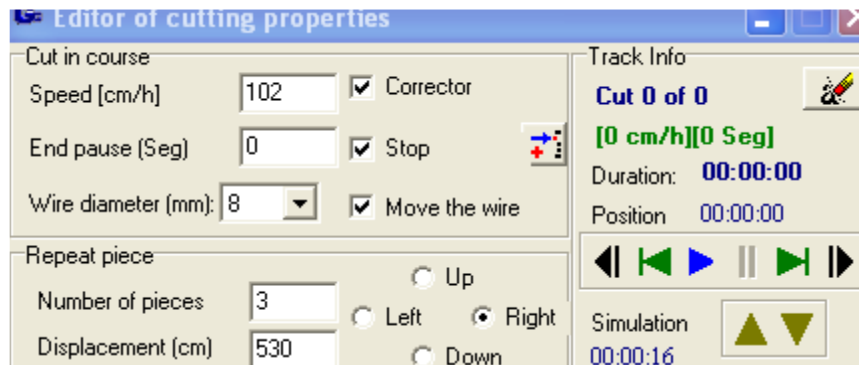 Editor of cutting properties
Cut in course
Speed [cm/h] 102 Corrector
End pause (Seg) 0 Stop
Wire diameter (mm): 8 Move the wire
Repeat piece
Up
Number of pieces 3
Left Right
Displacement (cm) 530
Down
Track Info
Cut 0 of 0
[0 cm/h][0 Seg]
Duration: 00:00:00
Position 00:00:00
Simulation
00:00:16